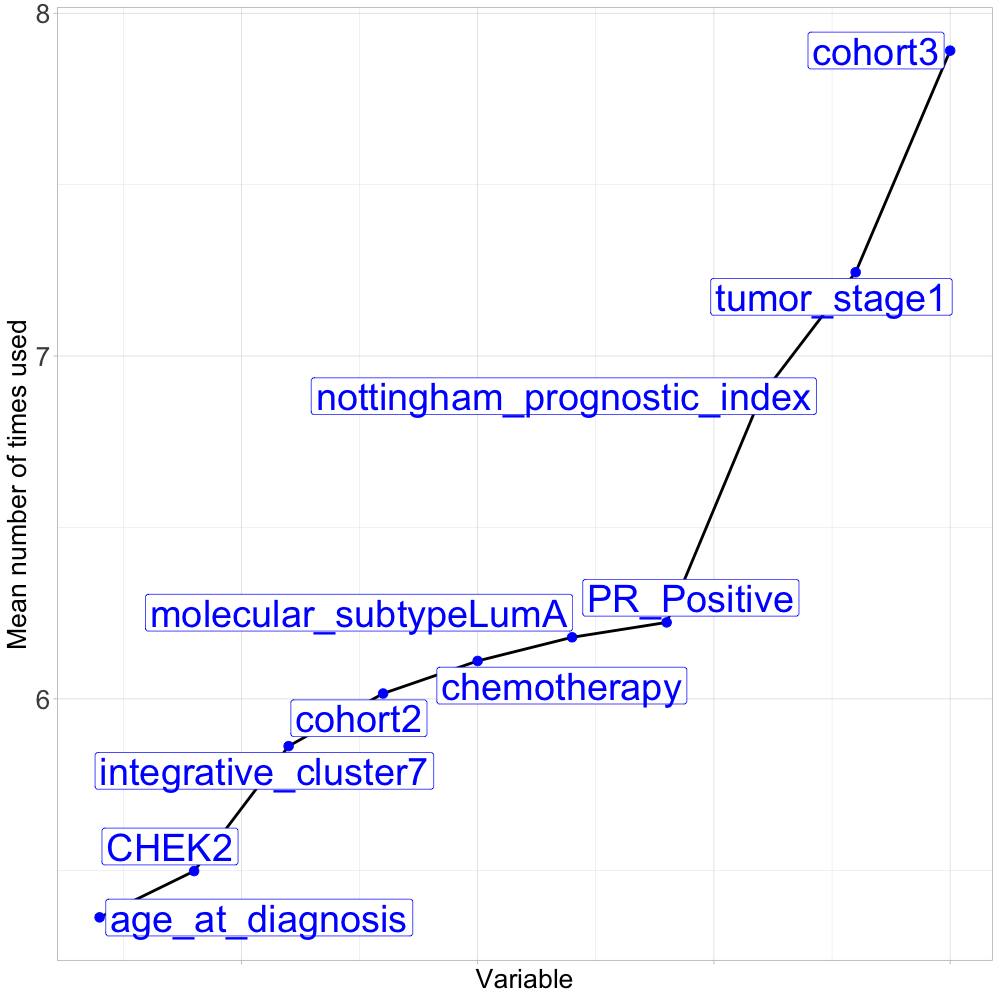 8
cohort3
tumor_stage1
7
nottingham_prognostic_index
PR_Positive
molecular_subtypeLumA
chemotherapy
6
cohort2
integrative_cluster7
CHEK2
age_at_diagnosis
Mean number of times used
Variable